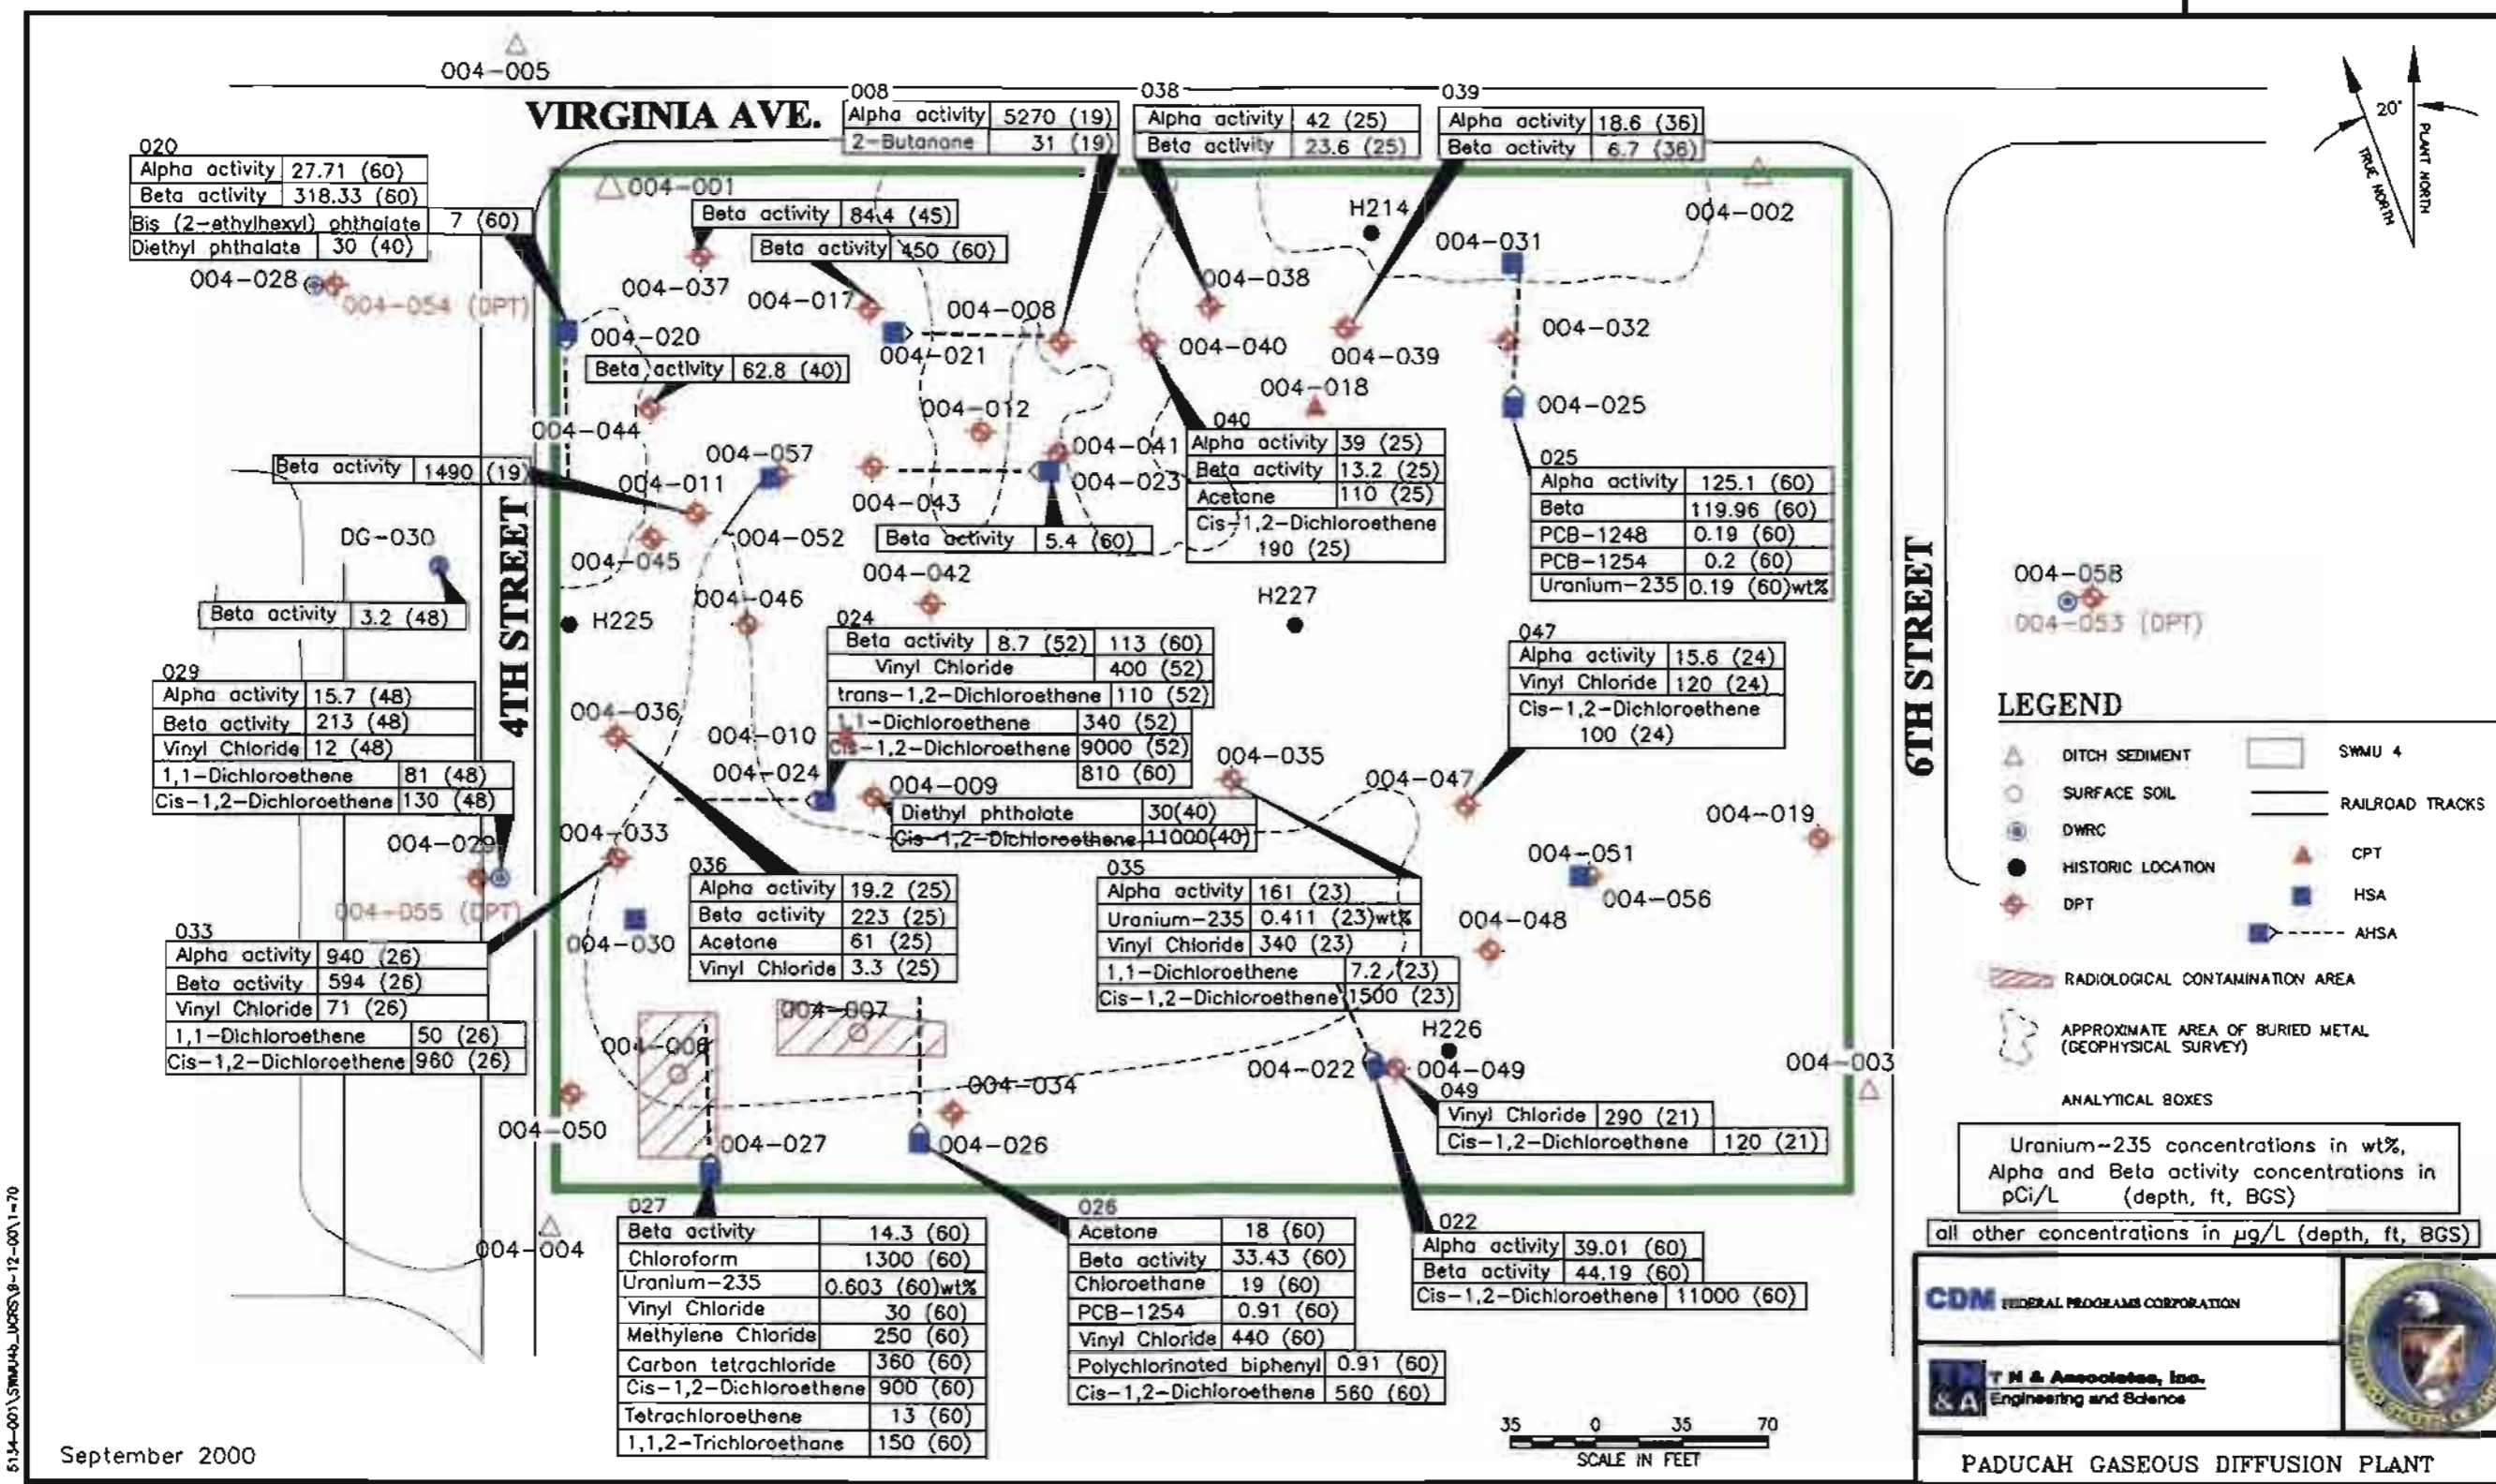 004-005
VIRGINIA AVE.
008
Alpha activity 5270 (19)
2-Butanone 31 (19)
038
Alpha activity 42 (25)
Beta activity 23.6 (25)
039
Alpha activity 18.6 (36)
Beta activity 6.7 (36)
20°
TRUE NORTH
PLANT NORTH
020
Alpha activity 27.71 (60)
Beta activity 318.33 (60)
Bis (2-ethylhexyl) phthalate 7 (60)
Diethyl phthalate 30 (40)
004-028
004-054 (DPT)
004-001
Beta activity 84.4 (45)
Beta activity 450 (60)
H214
004-002
004-031
004-037
004-017
004-008
004-038
004-020
004-021
004-040
004-039
004-032
Beta activity 62.8 (40)
004-018
004-025
004-012
004-044
004-057
004-041
040
Alpha activity 39 (25)
Beta activity 13.2 (25)
Acetone 110 (25)
Cis-1,2-Dichloroethene
190 (25)
025
Alpha activity 125.1 (60)
Beta 119.96 (60)
PCB-1248 0.19 (60)
PCB-1254 0.2 (60)
Uranium-235 0.19 (60)wt%
Beta activity 1490 (19)
004-011
004-043
004-023
DG-030
4TH STREET
004-052
Beta activity 5.4 (60)
004-045
004-042
6TH STREET
004-058
004-053 (DPT)
Beta activity 3.2 (48)
H225
004-046
H227
024
Beta activity 8.7 (52) 113 (60)
Vinyl Chloride 400 (52)
trans-1,2-Dichloroethene 110 (52)
1,1-Dichloroethene 340 (52)
Cis-1,2-Dichloroethene 9000 (52)
810 (60)
047
Alpha activity 15.6 (24)
Vinyl Chloride 120 (24)
Cis-1,2-Dichloroethene
100 (24)
029
Alpha activity 15.7 (48)
Beta activity 213 (48)
Vinyl Chloride 12 (48)
1,1-Dichloroethene 81 (48)
Cis-1,2-Dichloroethene 130 (48)
004-036
004-010
004-024
004-009
004-035
004-047
004-019
Diethyl phthalate 30(40)
Cis-1,2-Dichloroethene 11000(40)
004-033
004-029
004-055 (DPT)
004-051
004-056
004-048
036
Alpha activity 19.2 (25)
Beta activity 223 (25)
Acetone 61 (25)
Vinyl Chloride 3.3 (25)
035
Alpha activity 161 (23)
Uranium-235 0.411 (23)wt%
Vinyl Chloride 340 (23)
1,1-Dichloroethene 7.2 (23)
Cis-1,2-Dichloroethene 1500 (23)
004-030
033
Alpha activity 940 (26)
Beta activity 594 (26)
Vinyl Chloride 71 (26)
1,1-Dichloroethene 50 (26)
Cis-1,2-Dichloroethene 960 (26)
004-007
004-006
H226
004-022
004-049
004-003
004-034
049
Vinyl Chloride 290 (21)
Cis-1,2-Dichloroethene 120 (21)
004-050
004-027
004-026
004-004
027
Beta activity 14.3 (60)
Chloroform 1300 (60)
Uranium-235 0.603 (60)wt%
Vinyl Chloride 30 (60)
Methylene Chloride 250 (60)
Carbon tetrachloride 360 (60)
Cis-1,2-Dichloroethene 900 (60)
Tetrachloroethene 13 (60)
1,1,2-Trichloroethane 150 (60)
026
Acetone 18 (60)
Beta activity 33.43 (60)
Chloroethane 19 (60)
PCB-1254 0.91 (60)
Vinyl Chloride 440 (60)
Polychlorinated biphenyl 0.91 (60)
Cis-1,2-Dichloroethene 560 (60)
022
Alpha activity 39.01 (60)
Beta activity 44.19 (60)
Cis-1,2-Dichloroethene 11000 (60)
35 0 35 70
SCALE IN FEET
LEGEND
DITCH SEDIMENT
SURFACE SOIL
DWRC
HISTORIC LOCATION
DPT
SWMU 4
RAILROAD TRACKS
CPT
HSA
AHSA
RADIOLOGICAL CONTAMINATION AREA
APPROXIMATE AREA OF BURIED METAL
(GEOPHYSICAL SURVEY)
ANALYTICAL BOXES
Uranium-235 concentrations in wt%,
Alpha and Beta activity concentrations in
pCi/L (depth, ft, BGS)
all other concentrations in µg/L (depth, ft, BGS)
CDM FEDERAL PROGRAMS CORPORATION
T N & Associates, Inc.
Engineering and Science
PADUCAH GASEOUS DIFFUSION PLANT
September 2000